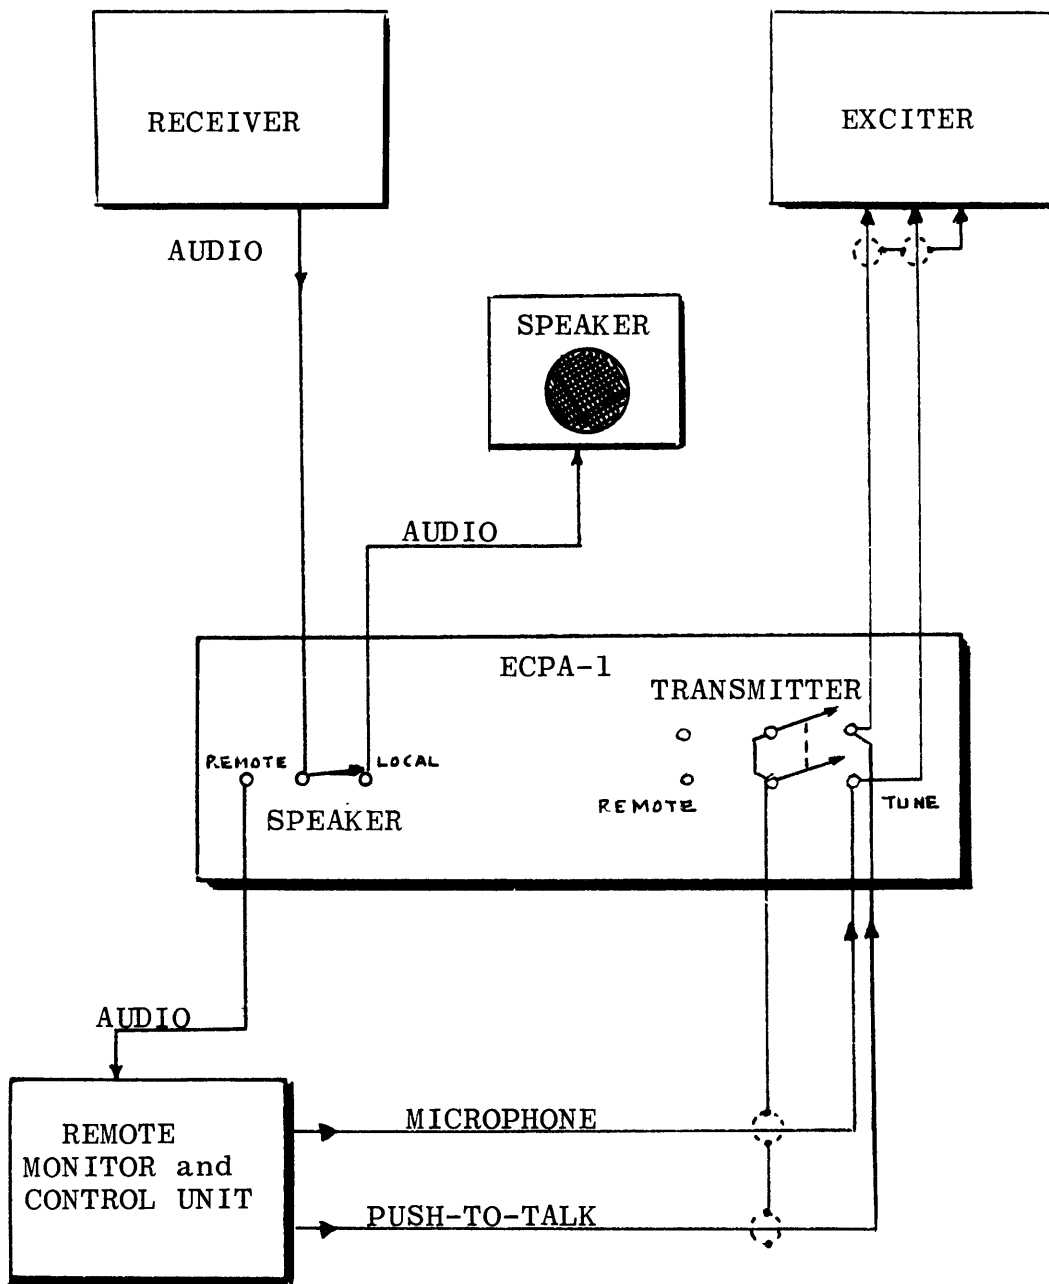 RECEIVER
EXCITER
AUDIO
SPEAKER
AUDIO
ECPA-1
TRANSMITTER
REMOTE
LOCAL
SPEAKER
REMOTE
TUNE
AUDIO
REMOTE
MONITOR and
CONTROL UNIT
MICROPHONE
PUSH-TO-TALK